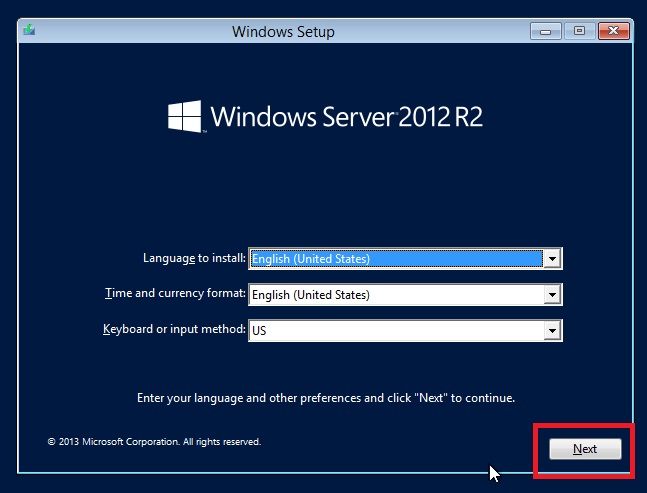 Windows Setup
Windows Server 2012 R2
Language to install: English (United States)
Time and currency format: English (United States)
Keyboard or input method: US
Enter your language and other preferences and click "Next" to continue.
© 2013 Microsoft Corporation. All rights reserved.
Next